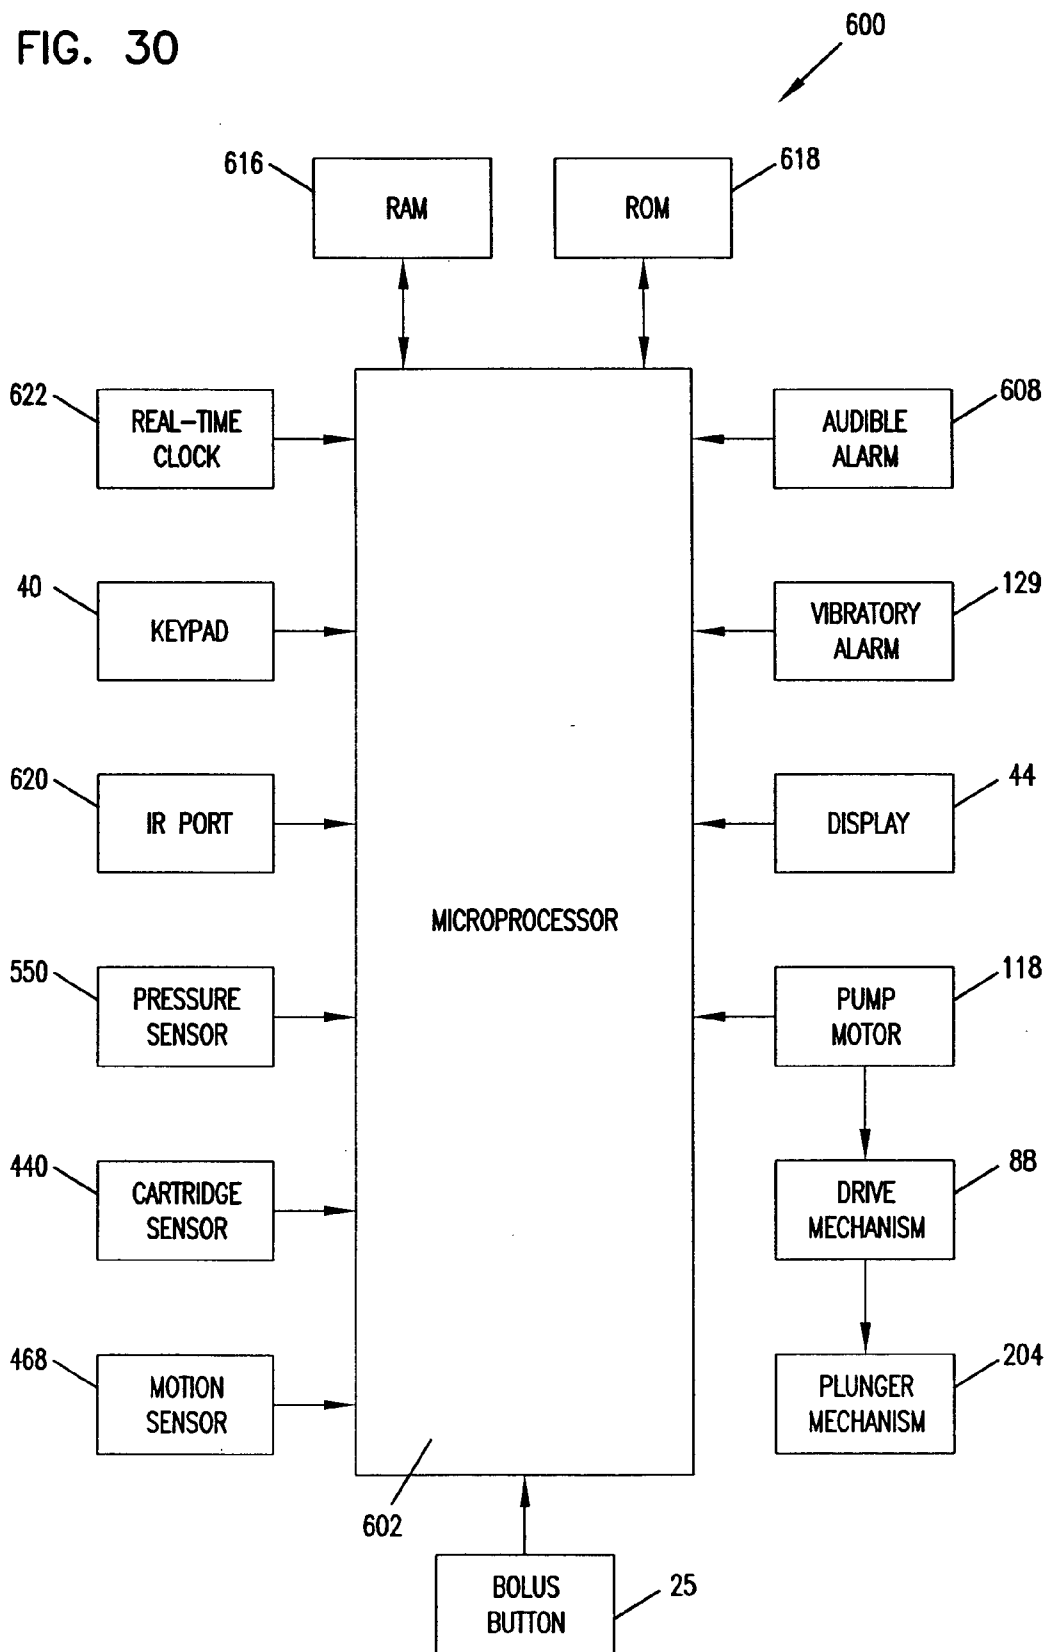 FIG. 30
600
616
RAM
618
ROM
622
REAL-TIME
CLOCK
608
AUDIBLE
ALARM
40
KEYPAD
129
VIBRATORY
ALARM
620
IR PORT
44
DISPLAY
MICROPROCESSOR
550
PRESSURE
SENSOR
118
PUMP
MOTOR
440
CARTRIDGE
SENSOR
88
DRIVE
MECHANISM
468
MOTION
SENSOR
204
PLUNGER
MECHANISM
602
BOLUS
BUTTON
25